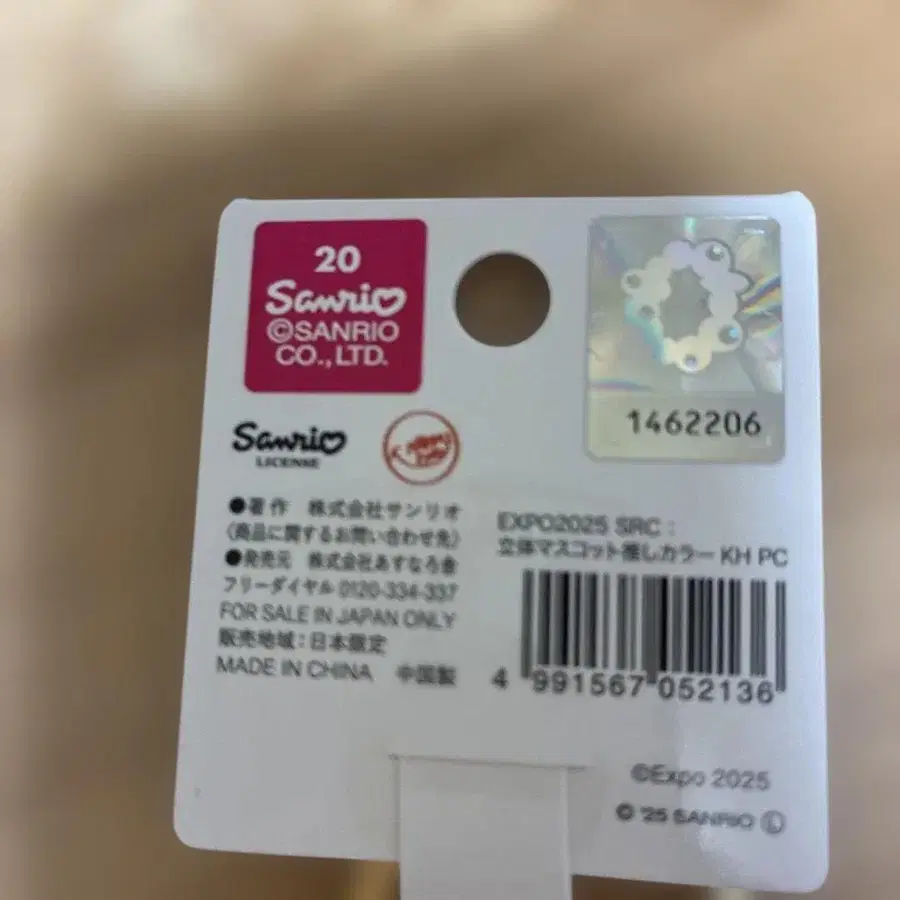 20
Sanrio
©SANRIO
CO.,LTD.
1462206
Sanrio
LICENSE
●著作 株式会社サンリオ
(商品に関するお問い合わせ先)
●発売元 株式会社あすなろ舎
フリーダイヤル 0120-334-337
FOR SALE IN JAPAN ONLY
販売地域:日本限定
MADE IN CHINA 中国製
EXPO2025 SRC:
立体マスコット推しカラー KH PC
4 991567 052136
©Expo 2025
© '25 SANRIO Ⓛ